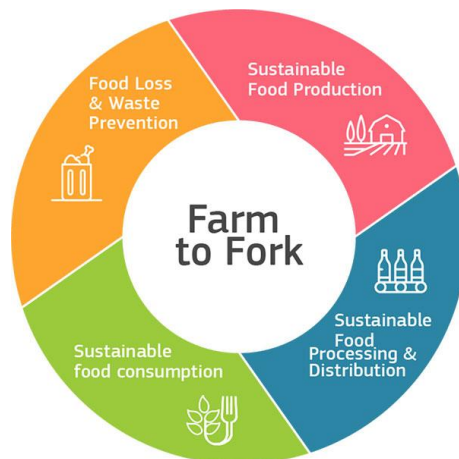 Farm
to Fork
Sustainable
Food Production
Sustainable
Food
Processing &
Distribution
Sustainable
food consumption
Food Loss
& Waste
Prevention